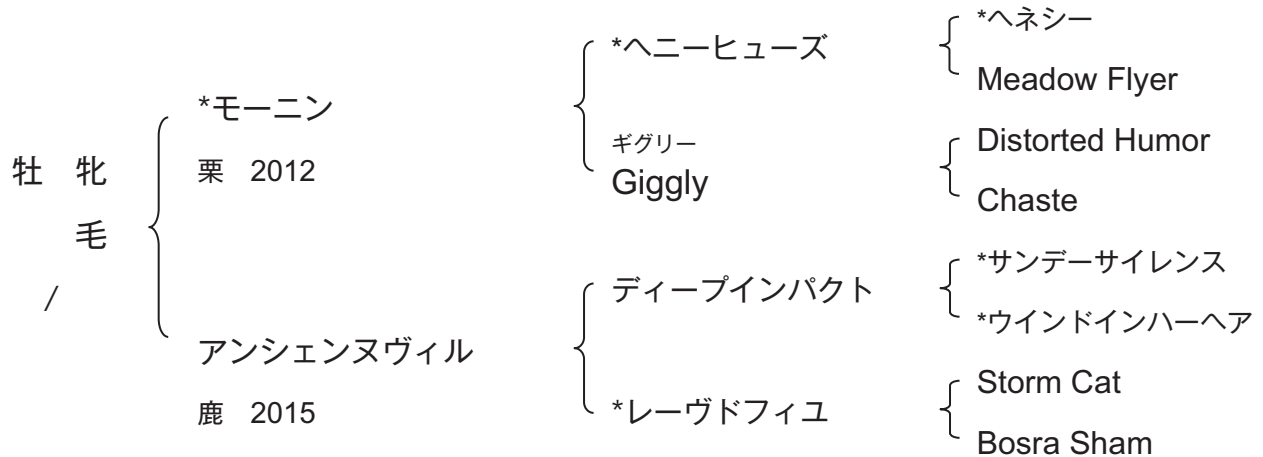 牡 牝
毛
/
*モーニン
栗 2012
アンシェンヌヴィル
鹿 2015
*ヘニーヒューズ
ギグリー
Giggly
ディープインパクト
*レーヴドフィユ
*ヘネシー
Meadow Flyer
Distorted Humor
Chaste
*サンデーサイレンス
*ウインドインハーヘア
Storm Cat
Bosra Sham